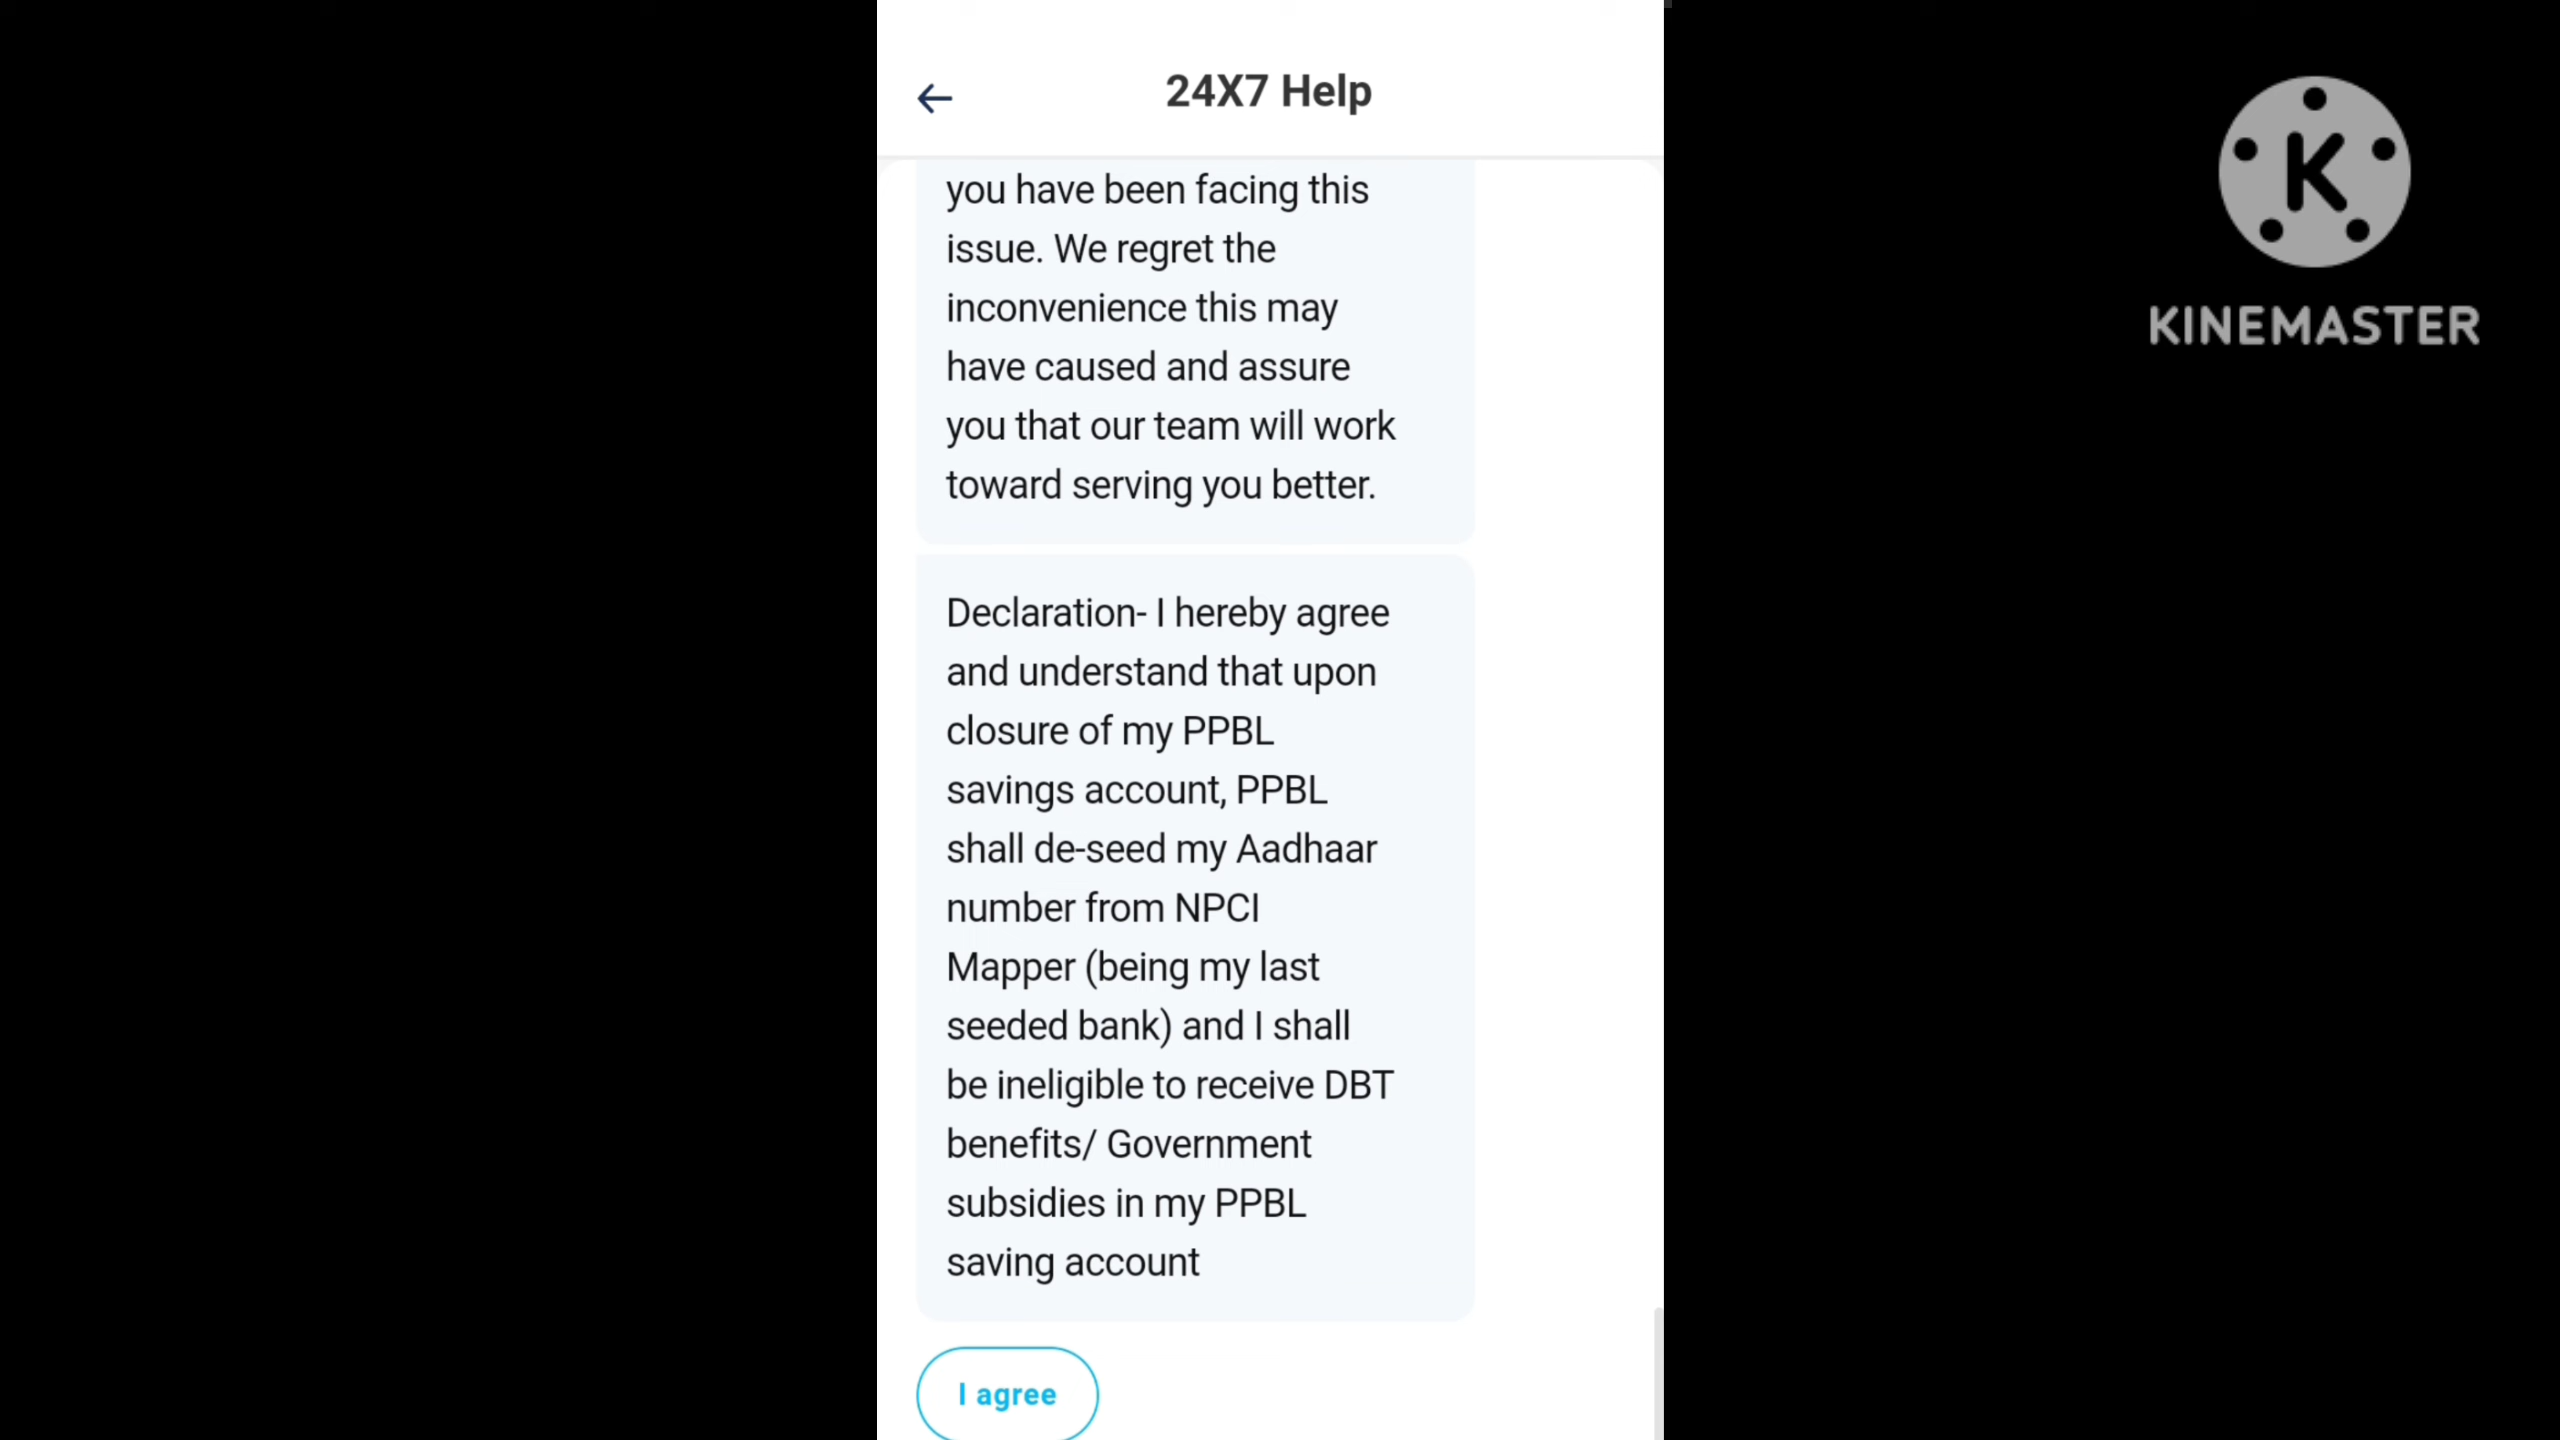 24X7 Help
you have been facing this
issue. We regret the
inconvenience this may
have caused and assure
you that our team will work
toward serving you better.
Declaration- I hereby agree
and understand that upon
closure of my PPBL
savings account, PPBL
shall de-seed my Aadhaar
number from NPCI
Mapper (being my last
seeded bank) and I shall
be ineligible to receive DBT
benefits/ Government
subsidies in my PPBL
saving account
I agree
K
KINEMASTER